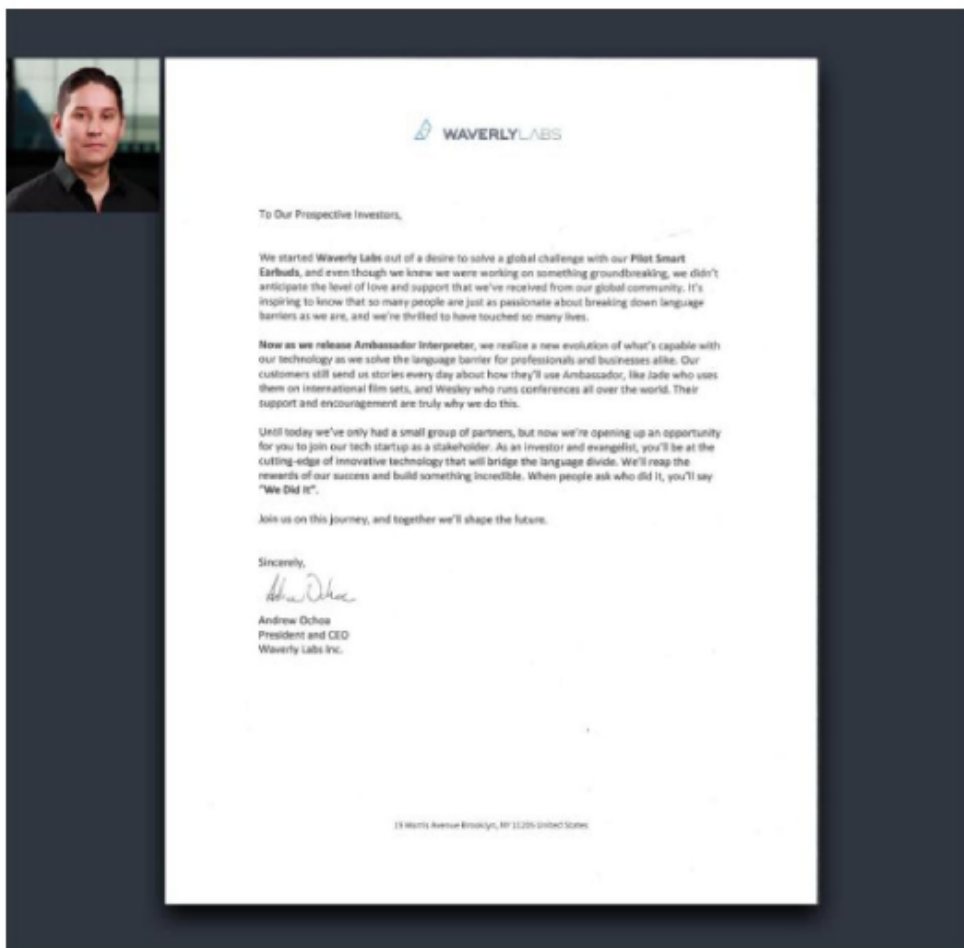 WAVERLYLABS
To Our Prospective Investors,
We started Waverly Labs out of a desire to solve a global challenge with our Pilot Smart
Earbuds, and even though we knew we were working on something groundbreaking, we didn't
anticipate the level of love and support that we've received from our global community. It's
inspiring to know that so many people are just as passionate about breaking down language
barriers as we are, and we're thrilled to have touched so many lives.
Now as we release Ambassador Interpreter, we realize a new evolution of what's capable with
our technology as we solve the language barrier for professionals and businesses alike. Our
customers still send us stories every day about how they'll use Ambassador, like Jade who uses
them on international film sets, and Wesley who runs conferences all over the world. Their
support and encouragement are truly why we do this.
Until today we've only had a small group of partners, but now we're opening up an opportunity
for you to join our tech startup as a stakeholder. As an investor and evangelist, you'll be at the
cutting-edge of innovative technology that will bridge the language divide. We'll reap the
rewards of our success and build something incredible. When people ask who did it, you'll say
"We Did It".
Join us on this journey, and together we'll shape the future.
Sincerely,
Andrew Ochoa
President and CEO
Waverly Labs Inc.
Avenue Brooklyn, NY 11205 United States